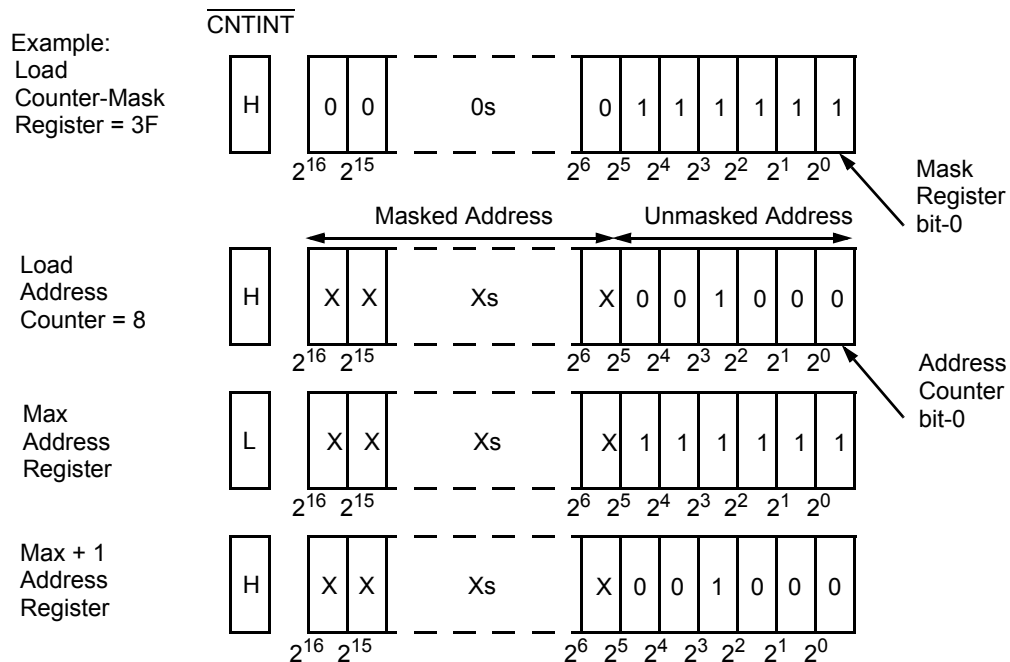 CNTINT
Example:
Load
Counter-Mask
Register = 3F
H
0 0 0s 0 1 1 1 1 1 1
2^16 2^15 2^6 2^5 2^4 2^3 2^2 2^1 2^0
Mask
Register
bit-0
Masked Address Unmasked Address
Load
Address
Counter = 8
H
X X Xs X 0 0 1 0 0 0
2^16 2^15 2^6 2^5 2^4 2^3 2^2 2^1 2^0
Address
Counter
bit-0
Max
Address
Register
L
X X Xs X 1 1 1 1 1 1
2^16 2^15 2^6 2^5 2^4 2^3 2^2 2^1 2^0
Max + 1
Address
Register
H
X X Xs X 0 0 1 0 0 0
2^16 2^15 2^6 2^5 2^4 2^3 2^2 2^1 2^0